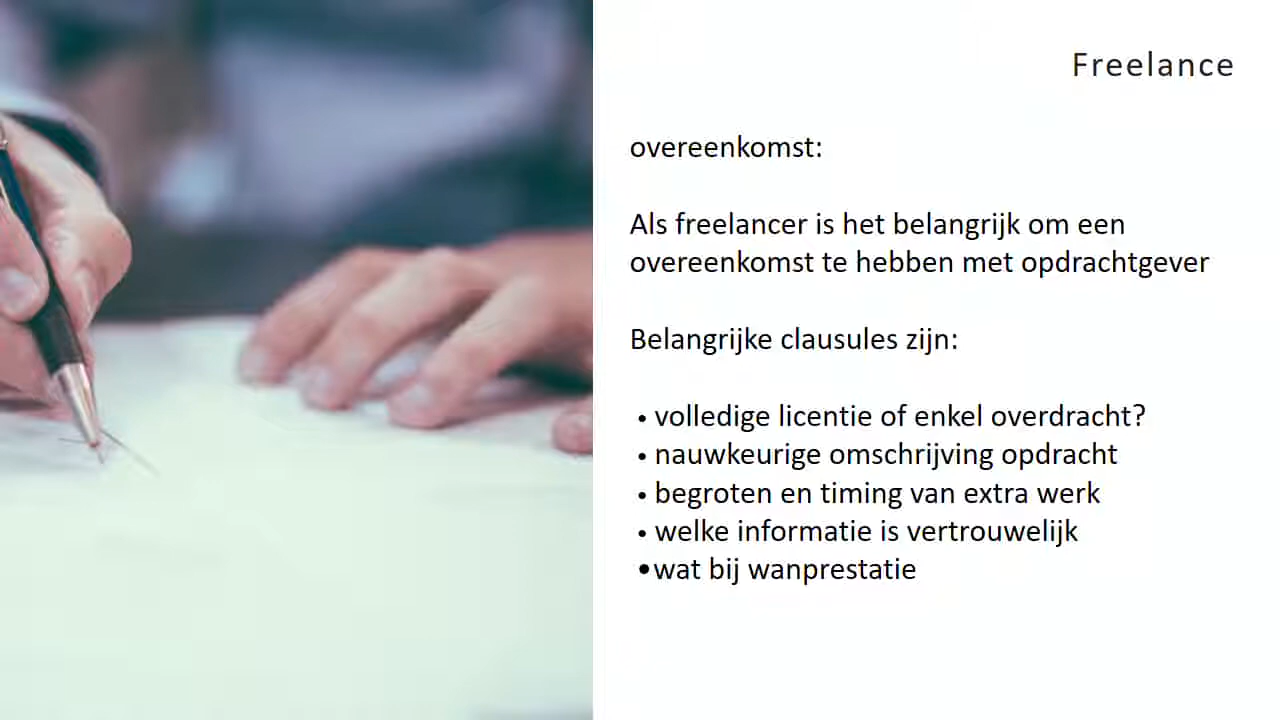 Freelance
overeenkomst:
Als freelancer is het belangrijk om een
overeenkomst te hebben met opdrachtgever
Belangrijke clausules zijn:
• volledige licentie of enkel overdracht?
• nauwkeurige omschrijving opdracht
• begroten en timing van extra werk
• welke informatie is vertrouwelijk
•wat bij wanprestatie